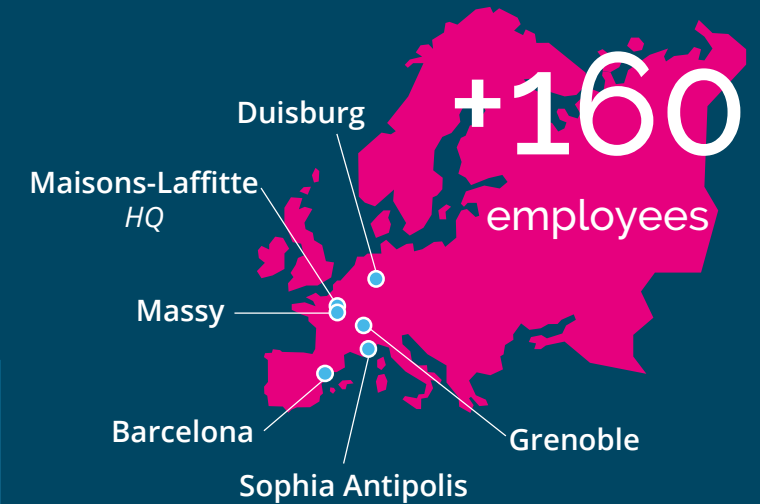 +160
employees
Duisburg
Maisons-Laffitte
HQ
Massy
Barcelona
Grenoble
Sophia Antipolis